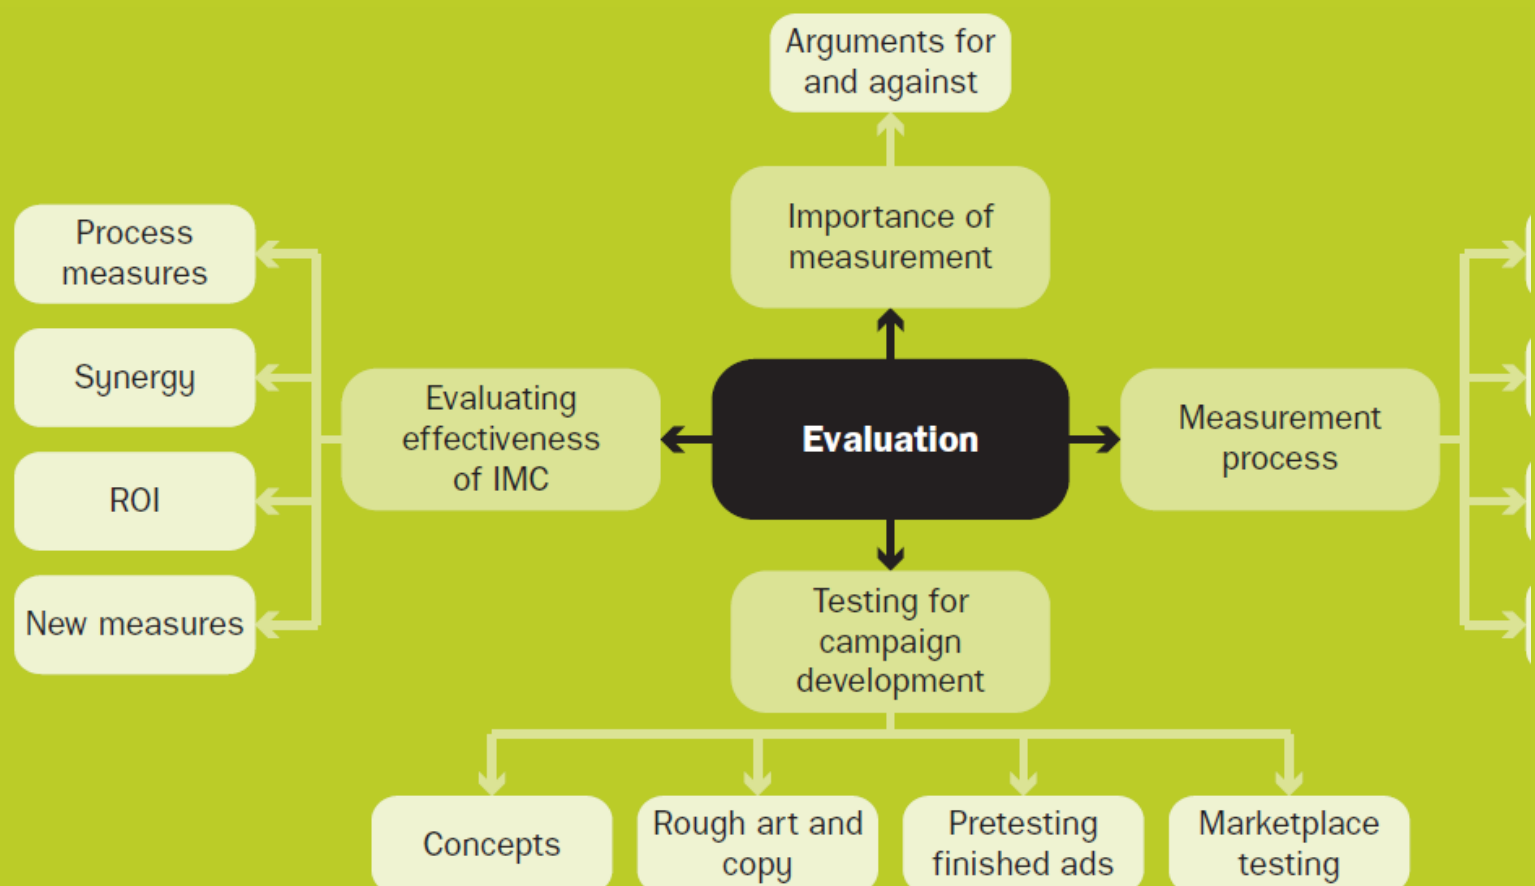 Arguments for
and against
Importance of
measurement
Process
measures
Synergy
ROI
New measures
Evaluating
effectiveness
of IMC
Evaluation
Measurement
process
Testing for
campaign
development
Concepts
Rough art and
copy
Pretesting
finished ads
Marketplace
testing